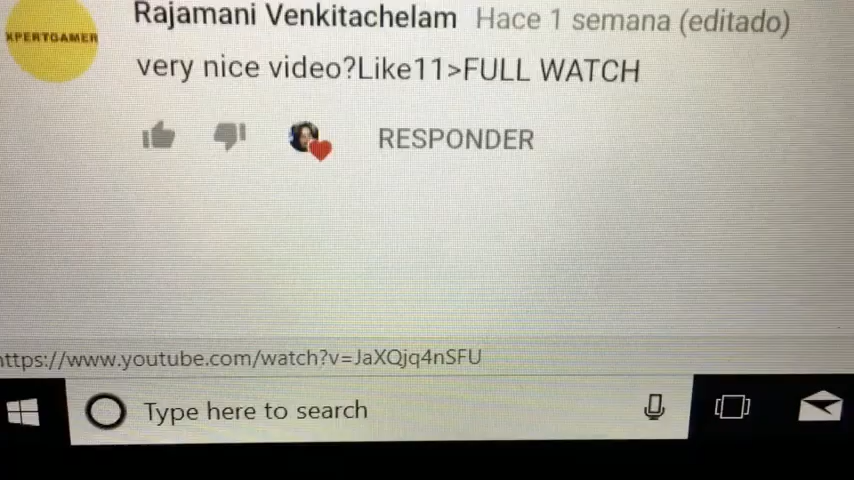 Rajamani Venkitachelam Hace 1 semana (editado)
XPERTGAMER
very nice video?Like11>FULL WATCH
RESPONDER
ttps://www.youtube.com/watch?v=JaXQjq4nSFU
Type here to search